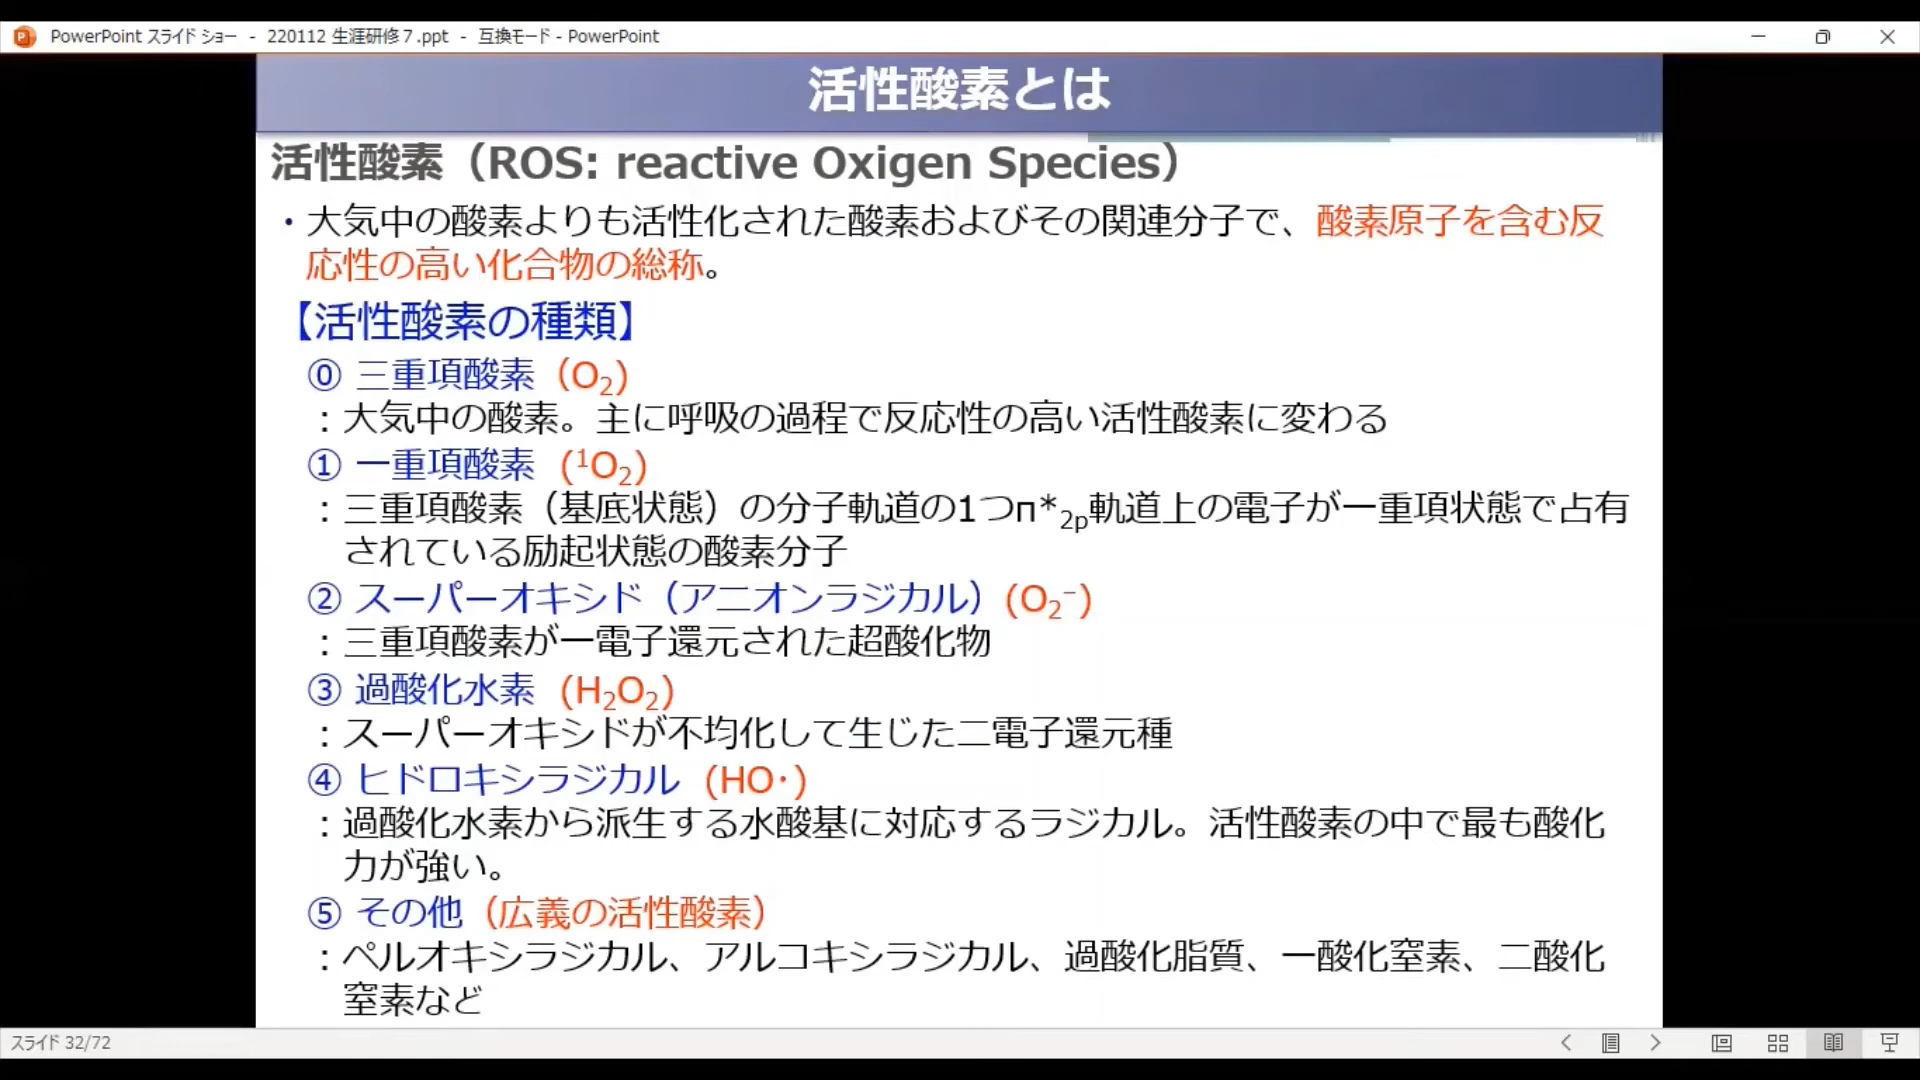 PowerPoint スライド ショー - 220112 生涯研修７.ppt - 互換モード - PowerPoint
活性酸素とは
活性酸素（ROS: reactive Oxigen Species）
・大気中の酸素よりも活性化された酸素およびその関連分子で、酸素原子を含む反
応性の高い化合物の総称。
【活性酸素の種類】
⓪ 三重項酸素（O₂）
：大気中の酸素。主に呼吸の過程で反応性の高い活性酸素に変わる
① 一重項酸素（¹O₂）
：三重項酸素（基底状態）の分子軌道の1つπ*₂ₚ軌道上の電子が一重項状態で占有
されている励起状態の酸素分子
② スーパーオキシド（アニオンラジカル）（O₂⁻）
：三重項酸素が一電子還元された超酸化物
③ 過酸化水素（H₂O₂）
：スーパーオキシドが不均化して生じた二電子還元種
④ ヒドロキシラジカル（HO･）
：過酸化水素から派生する水酸基に対応するラジカル。活性酸素の中で最も酸化
力が強い。
⑤ その他（広義の活性酸素）
：ペルオキシラジカル、アルコキシラジカル、過酸化脂質、一酸化窒素、二酸化
窒素など
スライド 32/72